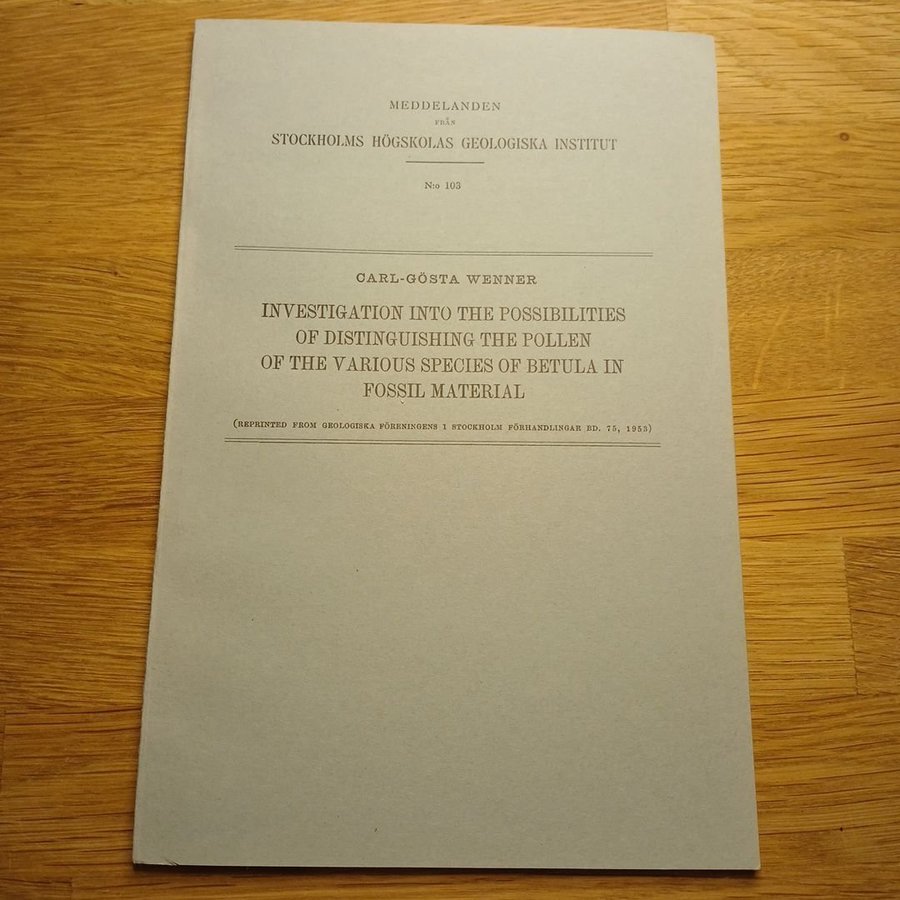 MEDDELANDEN
FRÅN
STOCKHOLMS HÖGSKOLAS GEOLOGISKA INSTITUT
N:o 103
CARL-GÖSTA WENNER
INVESTIGATION INTO THE POSSIBILITIES
OF DISTINGUISHING THE POLLEN
OF THE VARIOUS SPECIES OF BETULA IN
FOSSIL MATERIAL
(REPRINTED FROM GEOLOGISKA FÖRENINGENS I STOCKHOLM FÖRHANDLINGAR BD. 75, 1953)